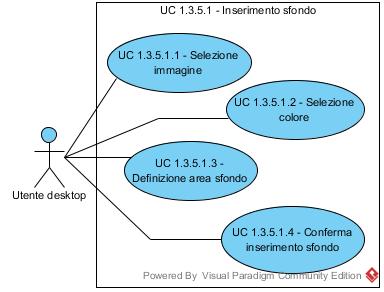 UC 1.3.5.1 - Inserimento sfondo
UC 1.3.5.1.1 - Selezione
immagine
UC 1.3.5.1.2 - Selezione
colore
UC 1.3.5.1.3 -
Definizione area sfondo
Utente desktop
UC 1.3.5.1.4 - Conferma
inserimento sfondo
Powered By Visual Paradigm Community Edition